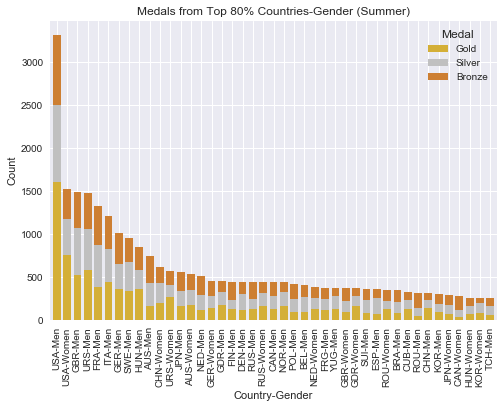 Medals from Top 80% Countries-Gender (Summer)
Medal
Gold
Silver
Bronze
Count
3000
2500
2000
1500
1000
500
0
USA-Men
USA-Women
GBR-Men
URS-Men
FRA-Men
ITA-Men
GER-Men
SWE-Men
HUN-Men
AUS-Men
CHN-Women
URS-Women
JPN-Men
AUS-Women
NED-Men
GER-Women
GDR-Men
FIN-Men
DEN-Men
RUS-Men
RUS-Women
CAN-Men
NOR-Men
POL-Men
BEL-Men
NED-Women
FRG-Men
YUG-Men
GBR-Women
GDR-Women
SUI-Men
ESP-Men
ROU-Women
BRA-Men
CUB-Men
ROU-Men
CHN-Men
KOR-Men
JPN-Women
CAN-Women
HUN-Women
KOR-Women
TCH-Men
Country-Gender